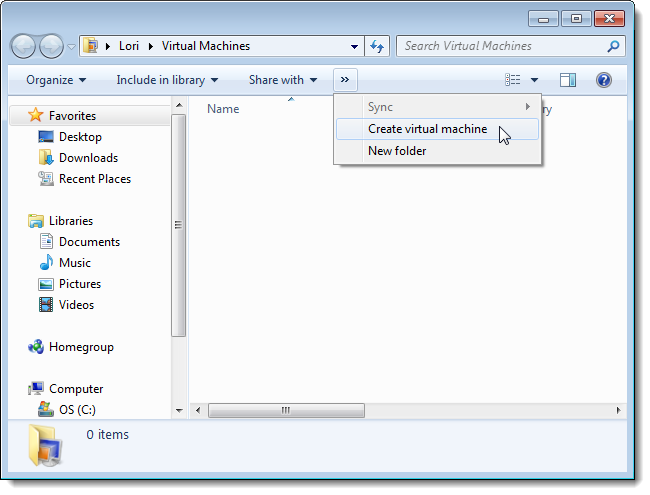 Lori Virtual Machines
Search Virtual Machines
Organize Include in library Share with »
Name
Sync
Create virtual machine
New folder
Favorites
Desktop
Downloads
Recent Places
Libraries
Documents
Music
Pictures
Videos
Homegroup
Computer
OS (C:)
0 items